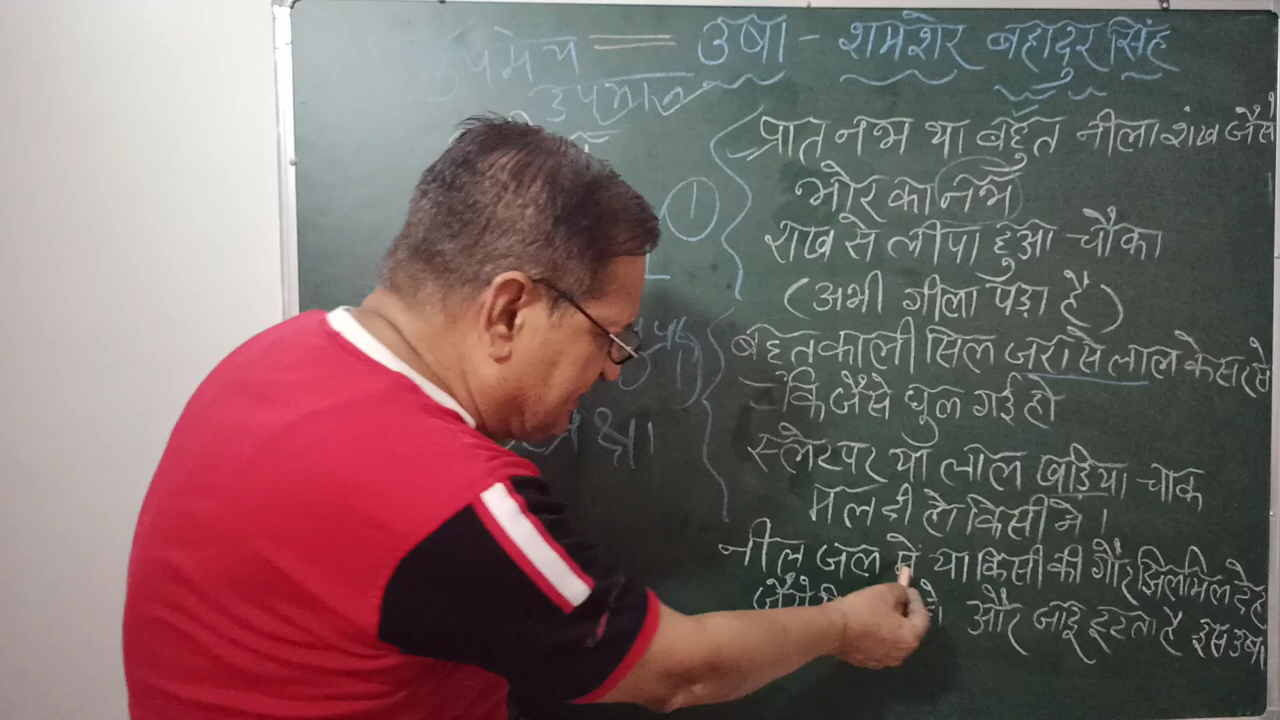 उपमेय = उषा - शमशेर बहादुर सिंह
उपमान
प्रात नभ था बहुत नीला शंख जैसे
भोर का नभ
①
राख से लीपा हुआ चौका
(अभी गीला पड़ा है)
बहुत काली सिल जरा से लाल केसर से
कि जैसे घुल गई हो
स्लेट पर या लाल खड़िया चाक
मल दी हो किसी ने ।
नील जल में या किसी की गौर झिलमिल देह
जैसे और जादू टूटता है इस उषा